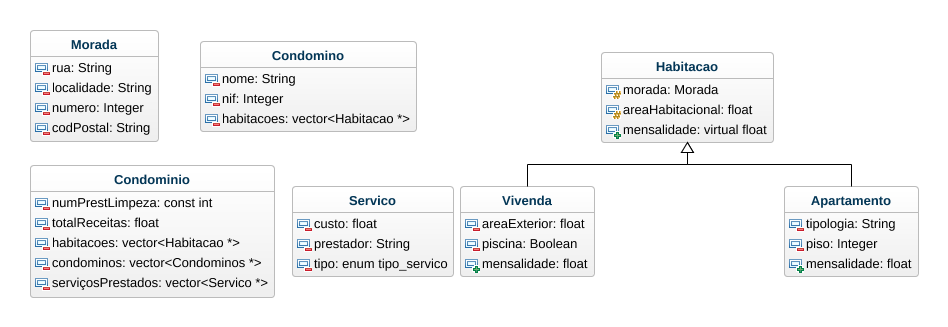 Morada
rua: String
localidade: String
numero: Integer
codPostal: String
Condomino
nome: String
nif: Integer
habitacoes: vector<Habitacao *>
Habitacao
morada: Morada
areaHabitacional: float
mensalidade: virtual float
Condominio
numPrestLimpeza: const int
totalReceitas: float
habitacoes: vector<Habitacao *>
condominos: vector<Condominos *>
serviçosPrestados: vector<Servico *>
Servico
custo: float
prestador: String
tipo: enum tipo_servico
Vivenda
areaExterior: float
piscina: Boolean
mensalidade: float
Apartamento
tipologia: String
piso: Integer
mensalidade: float